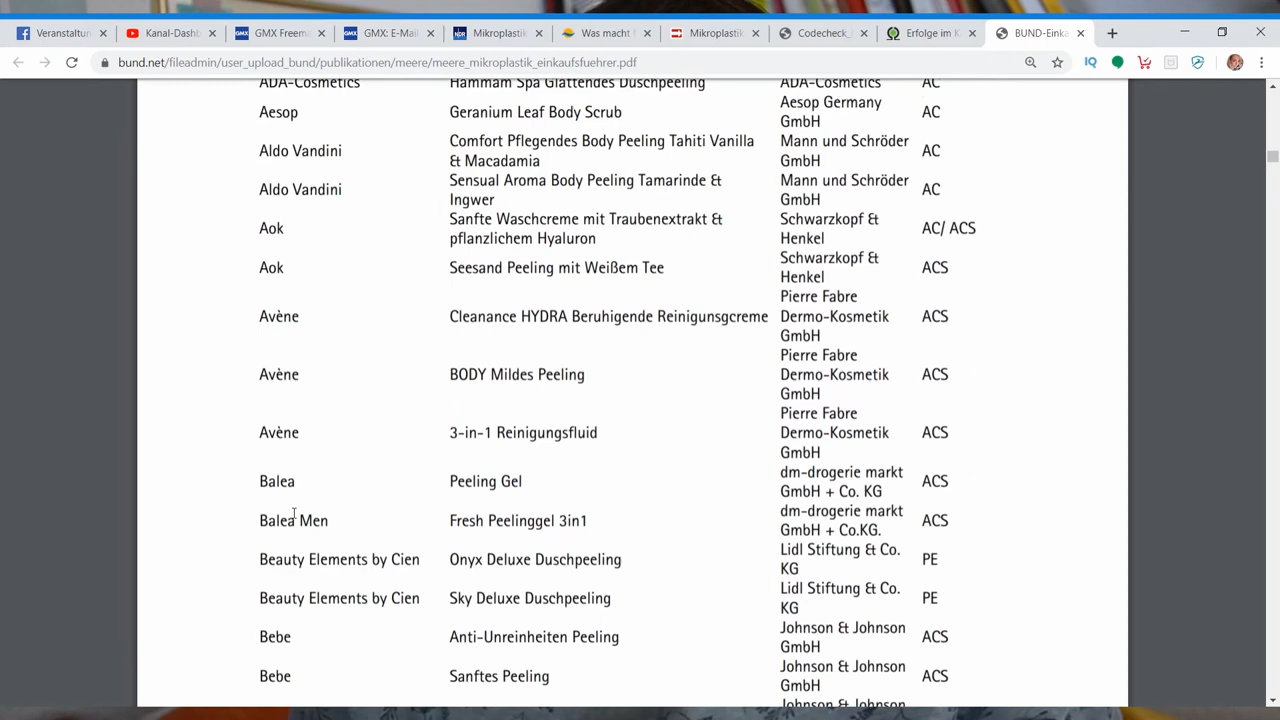 Veranstaltun
Kanal-Dashb
GMX Freema
GMX: E-Mail
Mikroplastik
Was macht
Mikroplastik
Codecheck_
Erfolge im K
BUND-Einka
bund.net/fileadmin/user_upload_bund/publikationen/meere/meere_mikroplastik_einkaufsfuehrer.pdf
ADA-Cosmetics Hammam Spa Glättendes Duschpeeling ADA-Cosmetics AC
Aesop Geranium Leaf Body Scrub Aesop Germany AC
GmbH
Aldo Vandini Comfort Pflegendes Body Peeling Tahiti Vanilla Mann und Schröder AC
& Macadamia GmbH
Aldo Vandini Sensual Aroma Body Peeling Tamarinde & Mann und Schröder AC
Ingwer GmbH
Aok Sanfte Waschcreme mit Traubenextrakt & Schwarzkopf & AC/ ACS
pflanzlichem Hyaluron Henkel
Aok Seesand Peeling mit Weißem Tee Schwarzkopf & ACS
Henkel
Pierre Fabre
Avène Cleanance HYDRA Beruhigende Reinigunsgcreme Dermo-Kosmetik ACS
GmbH
Pierre Fabre
Avène BODY Mildes Peeling Dermo-Kosmetik ACS
GmbH
Pierre Fabre
Avène 3-in-1 Reinigungsfluid Dermo-Kosmetik ACS
GmbH
Balea Peeling Gel dm-drogerie markt ACS
GmbH + Co. KG
Balea Men Fresh Peelinggel 3in1 dm-drogerie markt ACS
GmbH + Co.KG.
Beauty Elements by Cien Onyx Deluxe Duschpeeling Lidl Stiftung & Co. PE
KG
Beauty Elements by Cien Sky Deluxe Duschpeeling Lidl Stiftung & Co. PE
KG
Bebe Anti-Unreinheiten Peeling Johnson & Johnson ACS
GmbH
Bebe Sanftes Peeling Johnson & Johnson ACS
GmbH
Johnson & Johnson